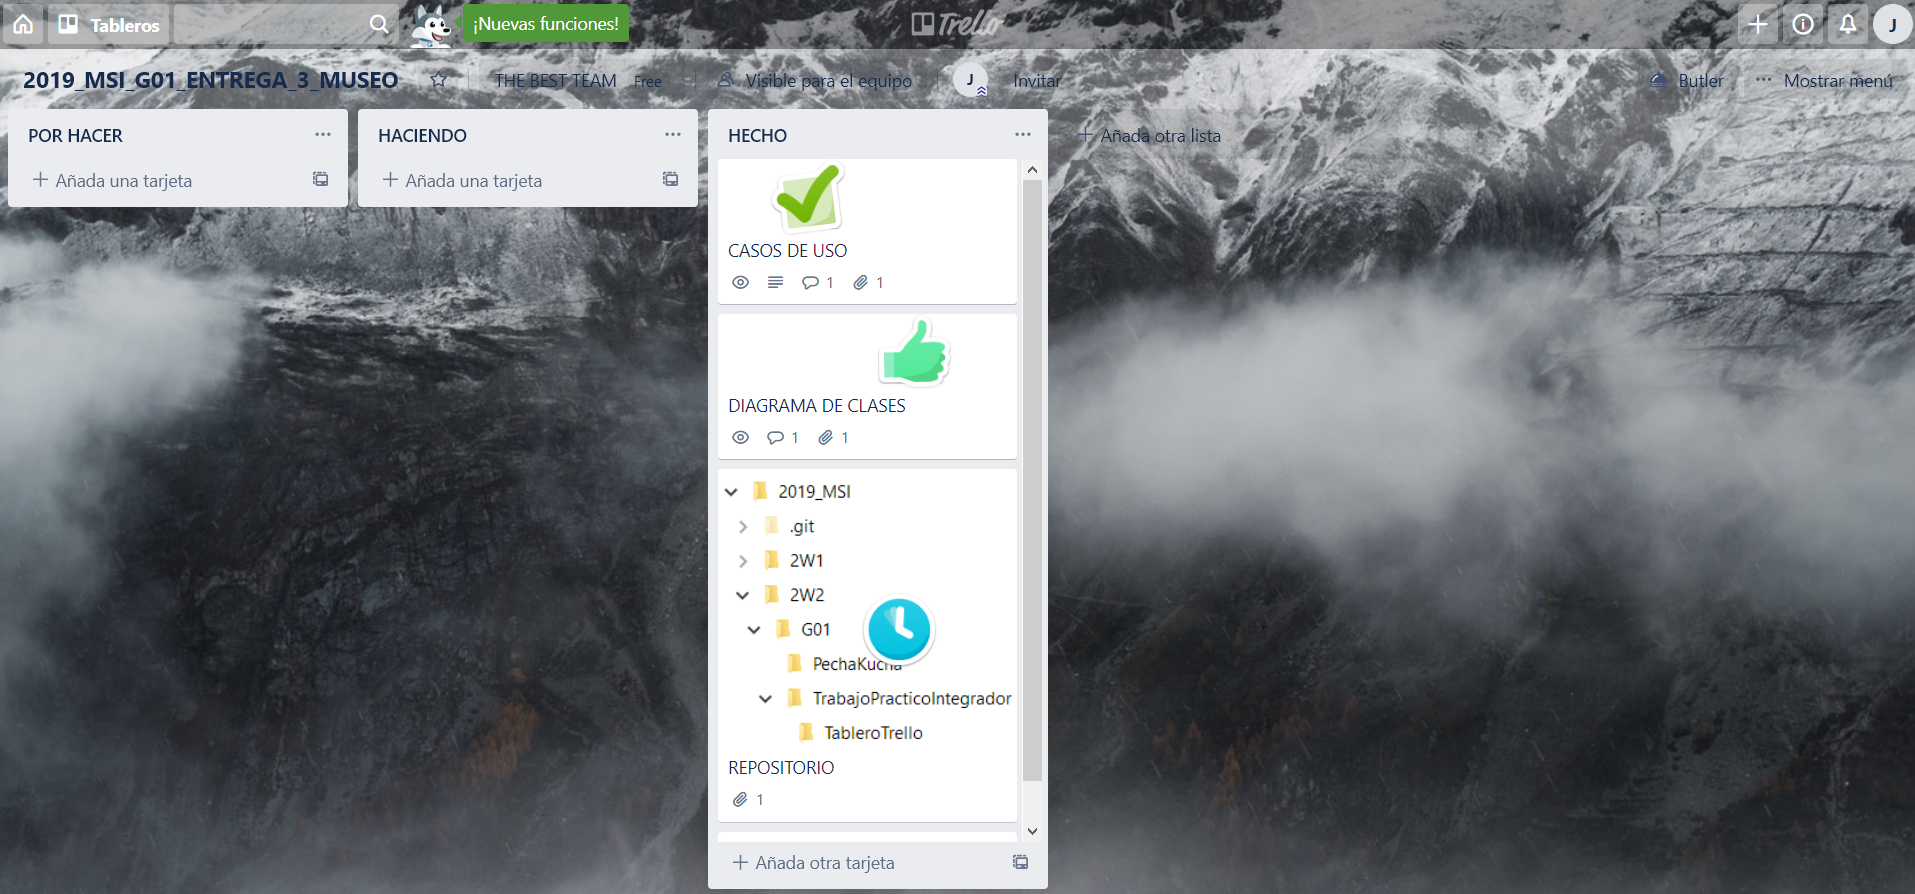 Tableros
¡Nuevas funciones!
Trello
J
2019_MSI_G01_ENTREGA_3_MUSEO
THE BEST TEAM Free
Visible para el equipo
J
Invitar
Butler
Mostrar menú
POR HACER
Añada una tarjeta
HACIENDO
Añada una tarjeta
HECHO
CASOS DE USO
1 1
DIAGRAMA DE CLASES
1 1
2019_MSI
.git
2W1
2W2
G01
PechaKucha
TrabajoPracticoIntegrador
TableroTrello
REPOSITORIO
1
Añada otra tarjeta
Añada otra lista